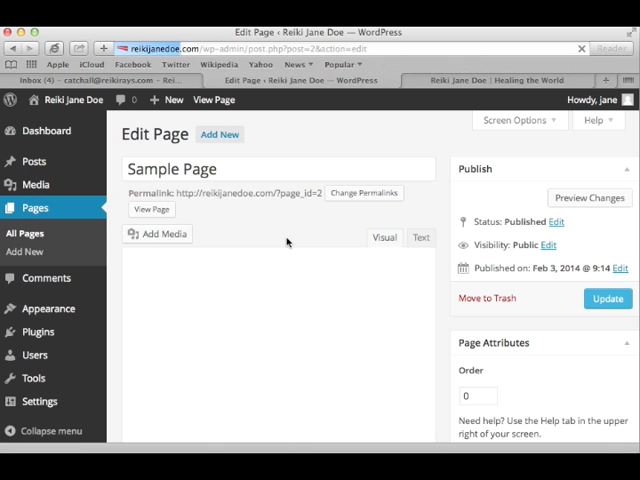 Edit Page ‹ Reiki Jane Doe — WordPress
reikijanedoe.com/wp-admin/post.php?post=2&action=edit
Reader
Apple iCloud Facebook Twitter Wikipedia Yahoo News Popular
Inbox (4) - catchall@reikirays.com - Rei...
Edit Page ‹ Reiki Jane Doe — WordPress
Reiki Jane Doe | Healing the World
Reiki Jane Doe 0 + New View Page Howdy, jane
Screen Options Help
Dashboard
Posts
Media
Pages
All Pages
Add New
Comments
Appearance
Plugins
Users
Tools
Settings
Collapse menu
Edit Page Add New
Sample Page
Permalink: http://reikijanedoe.com/?page_id=2 Change Permalinks
View Page
Add Media
Visual Text
Publish
Preview Changes
Status: Published Edit
Visibility: Public Edit
Published on: Feb 3, 2014 @ 9:14 Edit
Move to Trash Update
Page Attributes
Order
0
Need help? Use the Help tab in the upper
right of your screen.